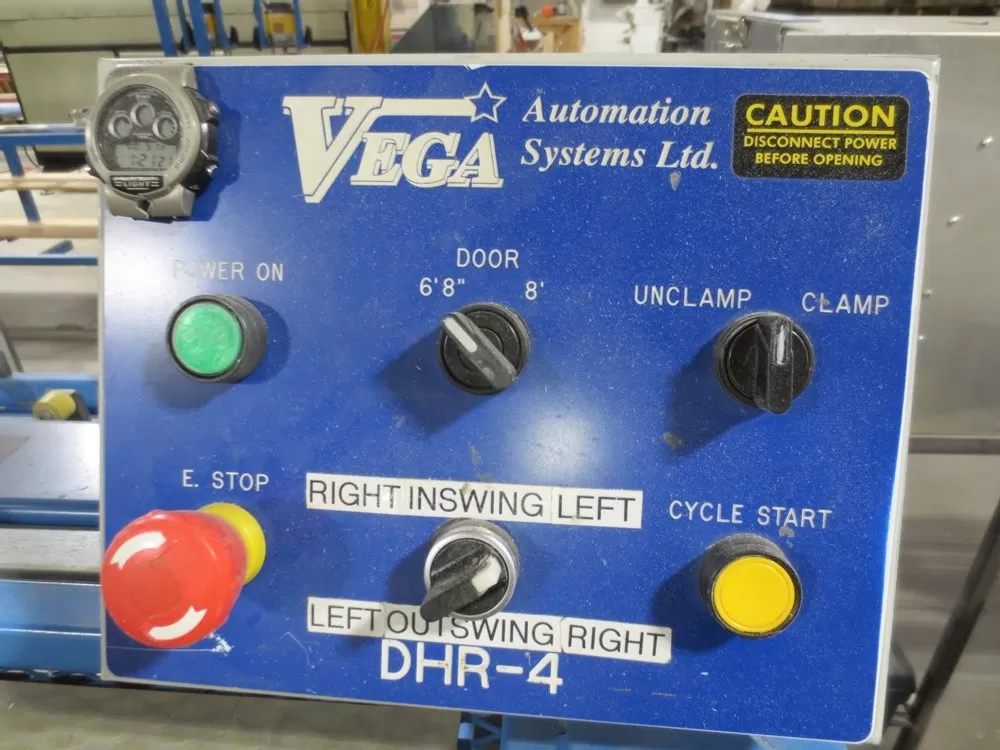 VEGA
Automation
Systems Ltd.
CAUTION
DISCONNECT POWER
BEFORE OPENING
LIGHT
POWER ON
DOOR
6'8" 8'
UNCLAMP CLAMP
E. STOP
RIGHT INSWING LEFT
CYCLE START
LEFT OUTSWING RIGHT
DHR-4